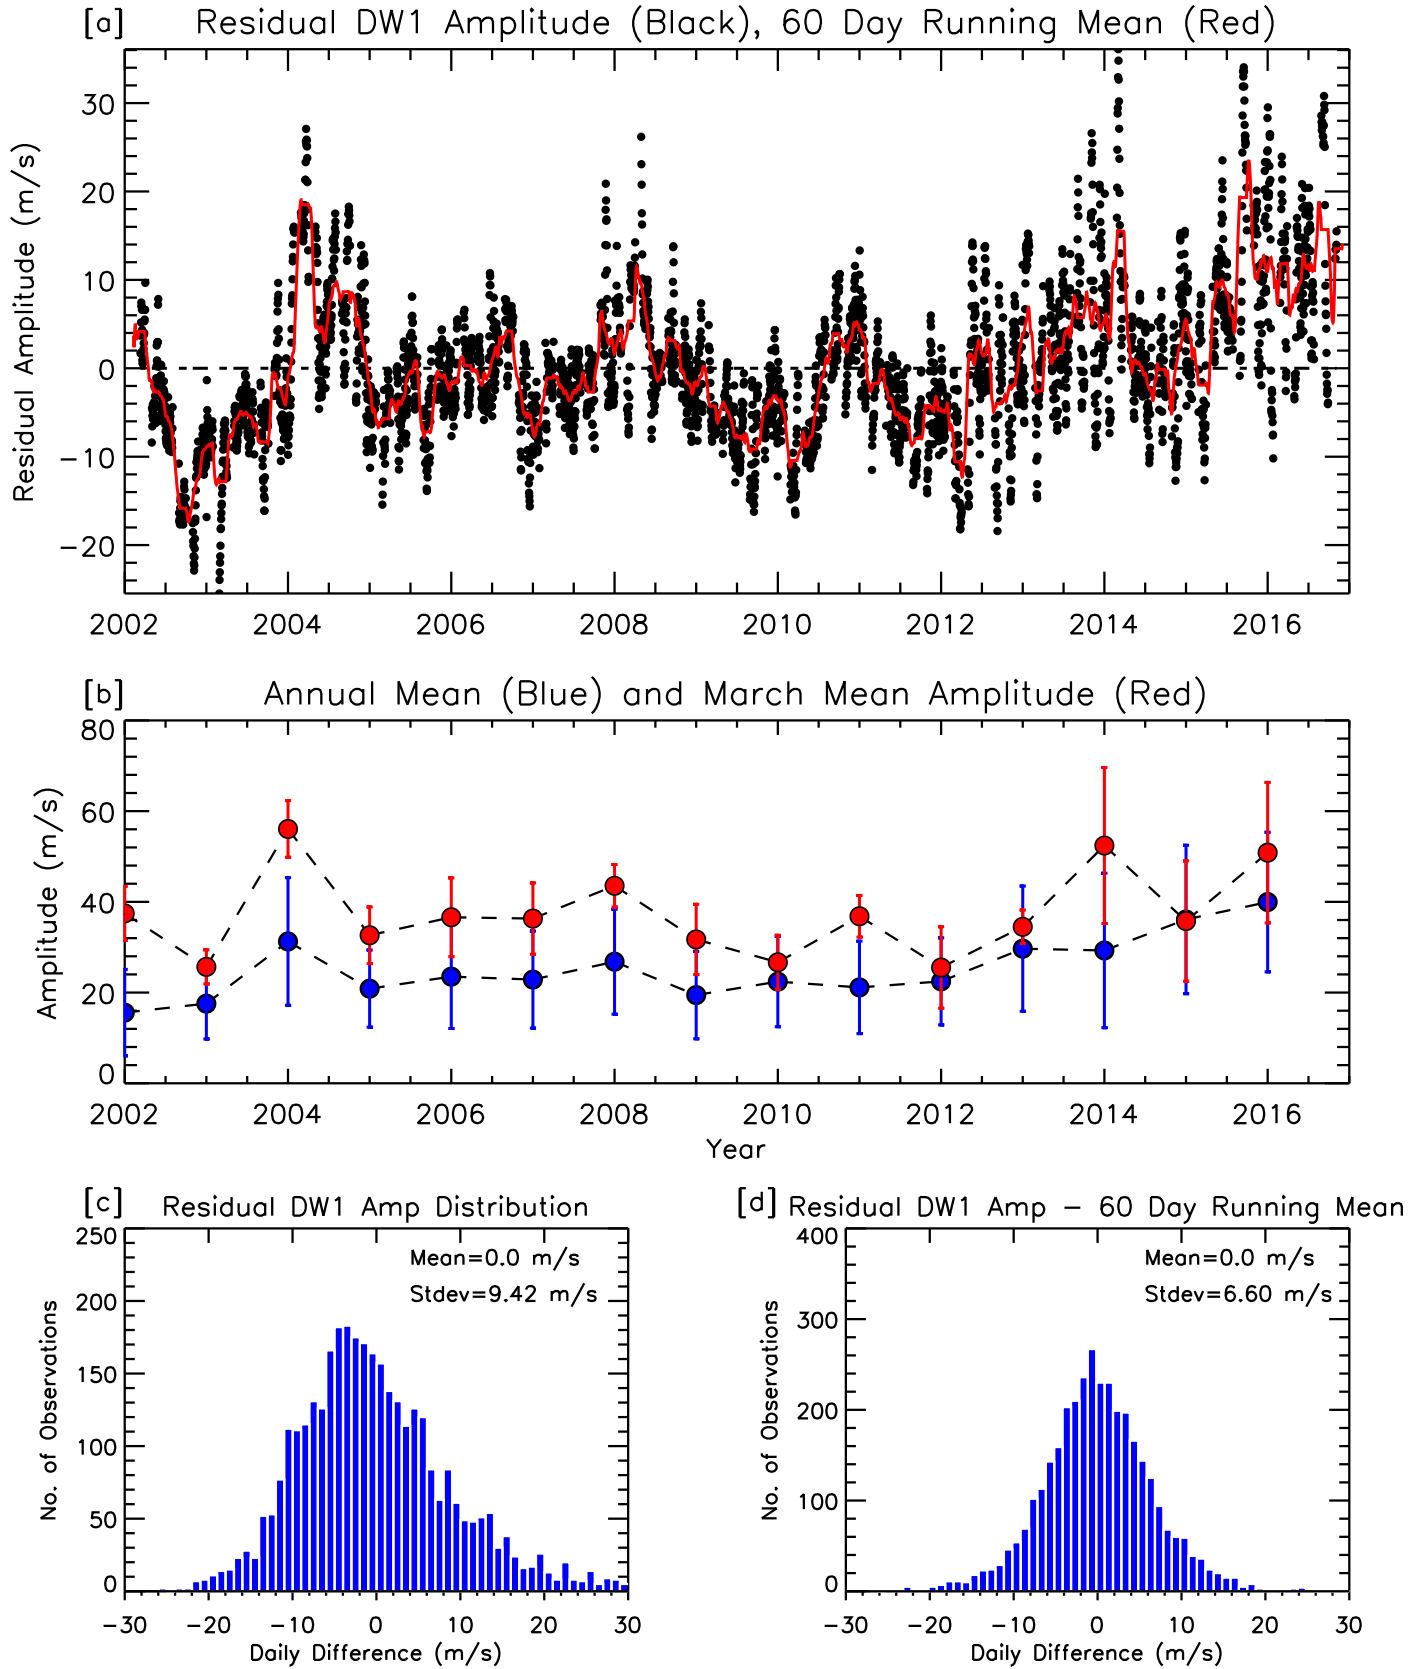 [a] Residual DW1 Amplitude (Black), 60 Day Running Mean (Red)
Residual Amplitude (m/s)
30
20
10
0
−10
−20
2002 2004 2006 2008 2010 2012 2014 2016
[b] Annual Mean (Blue) and March Mean Amplitude (Red)
Amplitude (m/s)
80
60
40
20
0
2002 2004 2006 2008 2010 2012 2014 2016
Year
[c] Residual DW1 Amp Distribution
Mean=0.0 m/s
Stdev=9.42 m/s
No. of Observations
250
200
150
100
50
0
−30 −20 −10 0 10 20 30
Daily Difference (m/s)
[d] Residual DW1 Amp − 60 Day Running Mean
Mean=0.0 m/s
Stdev=6.60 m/s
No. of Observations
400
300
200
100
0
−30 −20 −10 0 10 20 30
Daily Difference (m/s)